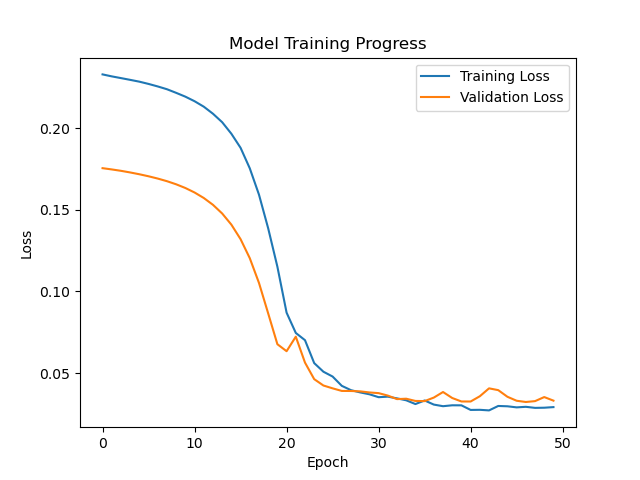 Model Training Progress
Training Loss
Validation Loss
0.20
0.15
0.10
0.05
Loss
0 10 20 30 40 50
Epoch